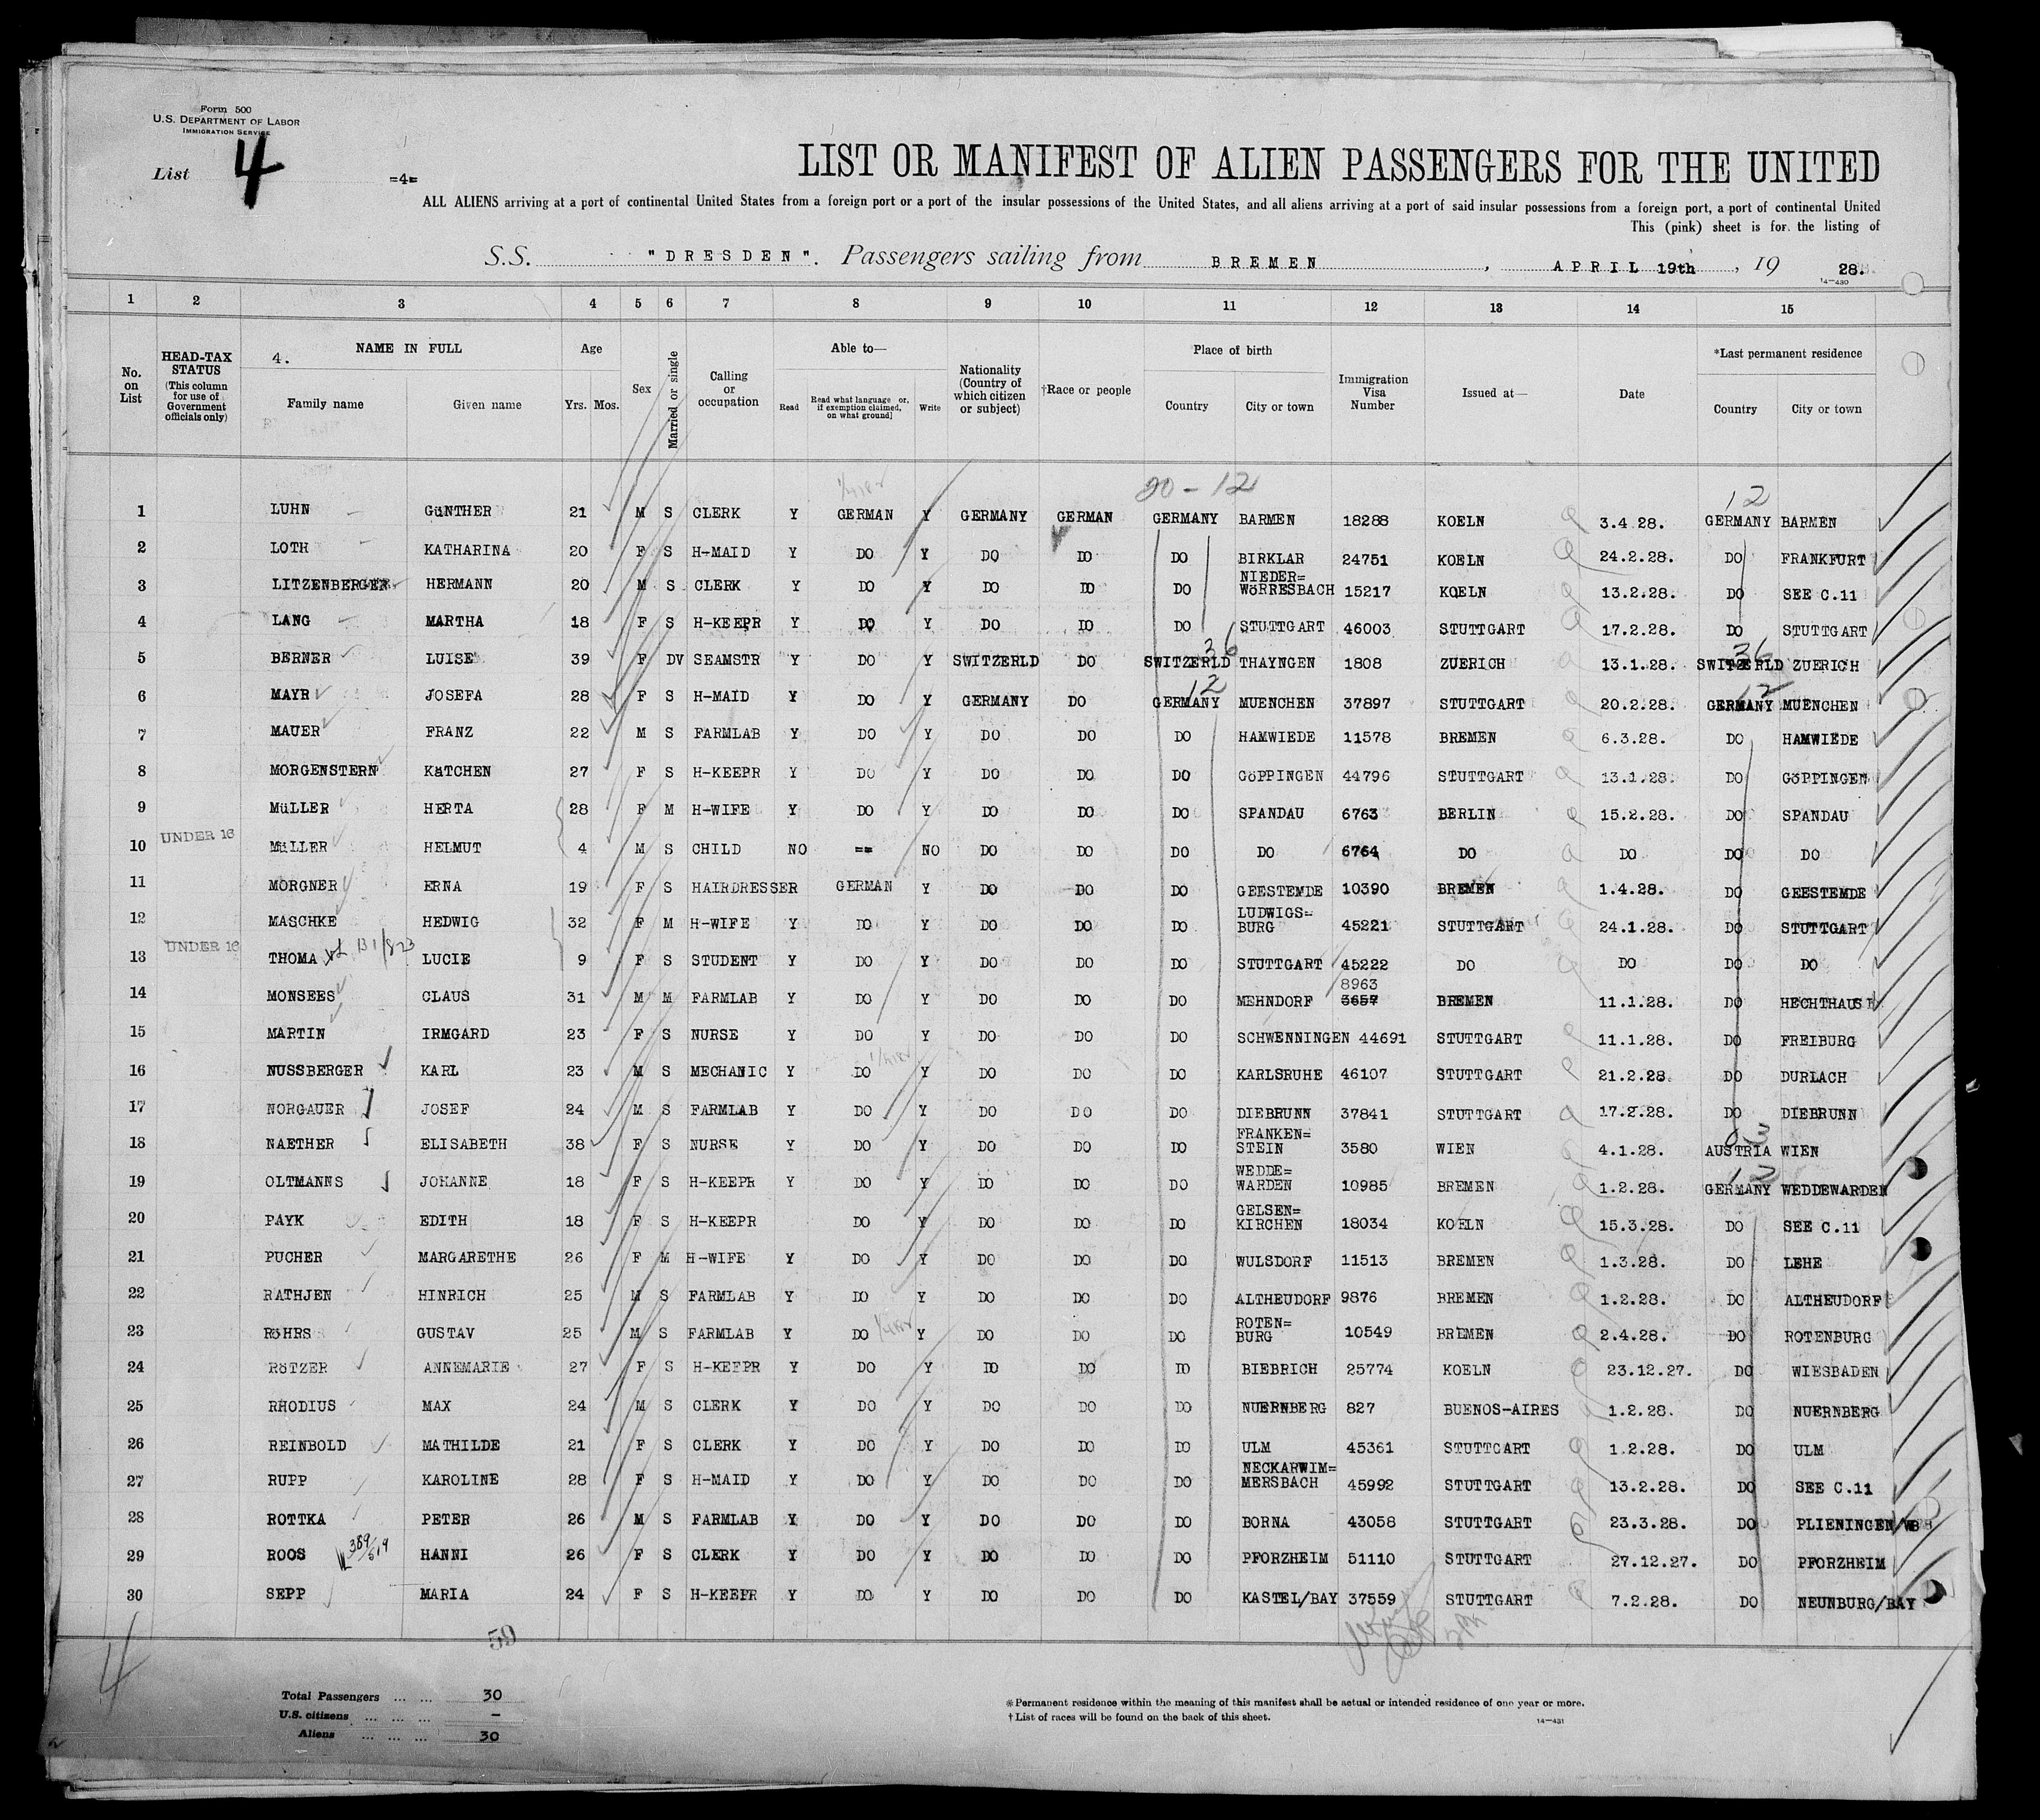 Form 500
U.S. DEPARTMENT OF LABOR
IMMIGRATION SERVICE
List 4 =4=
LIST OR MANIFEST OF ALIEN PASSENGERS FOR THE UNITED
ALL ALIENS arriving at a port of continental United States from a foreign port or a port of the insular possessions of the United States, and all aliens arriving at a port of said insular possessions from a foreign port, a port of continental United
This (pink) sheet is for the listing of
S.S. "DRESDEN". Passengers sailing from BREMEN, APRIL 19th, 19 28.
14—430
1 2 3 4 5 6 7 8 9 10 11 12 13 14 15
No. on List
HEAD-TAX STATUS (This column for use of Government officials only)
4. NAME IN FULL
Family name Given name
Age
Yrs. Mos.
Sex
Married or single
Calling or occupation
Able to—
Read Read what language or, if exemption claimed, on what ground] Write
Nationality (Country of which citizen or subject)
†Race or people
Place of birth
Country City or town
Immigration Visa Number
Issued at—
Date
*Last permanent residence
Country City or town
20 - 12 12
1 LUHN GüNTHER 21 M S CLERK Y GERMAN Y GERMANY GERMAN GERMANY BARMEN 18288 KOELN 3.4.28. GERMANY BARMEN
2 LOTH KATHARINA 20 F S H-MAID Y DO Y DO DO DO BIRKLAR 24751 KOELN 24.2.28. DO FRANKFURT
3 LITZENBERGER HERMANN 20 M S CLERK Y DO Y DO DO DO NIEDER=WöRRESBACH 15217 KOELN 13.2.28. DO SEE C.11
4 LANG MARTHA 18 F S H-KEEPR Y DO Y DO DO DO STUTTGART 46003 STUTTGART 17.2.28. DO STUTTGART
36 36
5 BERNER LUISE 39 F DV SEAMSTR Y DO Y SWITZERLD DO SWITZERLD THAYNGEN 1808 ZUERICH 13.1.28. SWITZERLD ZUERICH
12 12
6 MAYR JOSEFA 28 F S H-MAID Y DO Y GERMANY DO GERMANY MUENCHEN 37897 STUTTGART 20.2.28. GERMANY MUENCHEN
7 MAUER FRANZ 22 M S FARMLAB Y DO Y DO DO DO HAMWIEDE 11578 BREMEN 6.3.28. DO HAMWIEDE
8 MORGENSTERN KäTCHEN 27 F S H-KEEPR Y DO Y DO DO DO GöPPINGEN 44796 STUTTGART 13.1.28. DO GöPPINGEN
9 MüLLER HERTA 28 F M H-WIFE Y DO Y DO DO DO SPANDAU 6763 BERLIN 15.2.28. DO SPANDAU
10 UNDER 16 MüLLER HELMUT 4 M S CHILD NO == NO DO DO DO DO 6764 DO DO DO DO
11 MORGNER ERNA 19 F S HAIRDRESSER GERMAN Y DO DO DO GEESTEMDE 10390 BREMEN 1.4.28. DO GEESTEMDE
12 MASCHKE HEDWIG 32 F M H-WIFE Y DO Y DO DO DO LUDWIGS=BURG 45221 STUTTGART 24.1.28. DO STUTTGART
13 UNDER 16 THOMA LUCIE 9 F S STUDENT Y DO Y DO DO DO STUTTGART 45222 DO DO DO DO
14 MONSEES CLAUS 31 M M FARMLAB Y DO Y DO DO DO MEHNDORF 8963 3657 BREMEN 11.1.28. DO HECHTHAUS
15 MARTIN IRMGARD 23 F S NURSE Y DO Y DO DO DO SCHWENNINGEN 44691 STUTTGART 11.1.28. DO FREIBURG
16 NUSSBERGER KARL 23 M S MECHANIC Y DO Y DO DO DO KARLSRUHE 46107 STUTTGART 21.2.28. DO DURLACH
17 NORGAUER JOSEF 24 M S FARMLAB Y DO Y DO DO DO DIEBRUNN 37841 STUTTGART 17.2.28. DO DIEBRUNN
18 NAETHER ELISABETH 38 F S NURSE Y DO Y DO DO DO FRANKEN=STEIN 3580 WIEN 4.1.28. AUSTRIA WIEN
19 OLTMANNS JOHANNE 18 F S H-KEEPR Y DO Y DO DO DO WEDDE=WARDEN 10985 BREMEN 1.2.28. GERMANY WEDDEWARDEN
20 PAYK EDITH 18 F S H-KEEPR DO Y DO DO DO GELSEN=KIRCHEN 18034 KOELN 15.3.28. DO SEE C.11
21 PUCHER MARGARETHE 26 F M H-WIFE Y DO Y DO DO DO WULSDORF 11513 BREMEN 1.3.28. DO LEHE
22 RATHJEN HINRICH 25 M S FARMLAB Y DO Y DO DO DO ALTHEUDORF 9876 BREMEN 1.2.28. DO ALTHEUDORF
23 RöHRS GUSTAV 25 M S FARMLAB Y DO Y DO DO DO ROTEN=BURG 10549 BREMEN 2.4.28. DO ROTENBURG
24 RöTZER ANNEMARIE 27 F S H-KEEPR Y DO Y DO DO DO BIEBRICH 25774 KOELN 23.12.27. DO WIESBADEN
25 RHODIUS MAX 24 M S CLERK Y DO Y DO DO DO NUERNBERG 827 BUENOS-AIRES 1.2.28. DO NUERNBERG
26 REINBOLD MATHILDE 21 F S CLERK Y DO Y DO DO DO ULM 45361 STUTTGART 1.2.28. DO ULM
27 RUPP KAROLINE 28 F S H-MAID Y DO Y DO DO DO NECKARWIM=MERSBACH 45992 STUTTGART 13.2.28. DO SEE C.11
28 ROTTKA PETER 26 M S FARMLAB Y DO Y DO DO DO BORNA 43058 STUTTGART 23.3.28. DO PLIENINGEN/WB
29 ROOS 389/519 HANNI 26 F S CLERK Y DO Y DO DO DO PFORZHEIM 51110 STUTTGART 27.12.27. DO PFORZHEIM
30 SEPP MARIA 24 F S H-KEEPR Y DO Y DO DO DO KASTEL/BAY 37559 STUTTGART 7.2.28. DO NEUNBURG/BAY
59
4
Total Passengers ... ... 30
U.S. citizens ... ... ... –
Aliens ... ... ... 30
*Permanent residence within the meaning of this manifest shall be actual or intended residence of one year or more.
†List of races will be found on the back of this sheet.
14—431